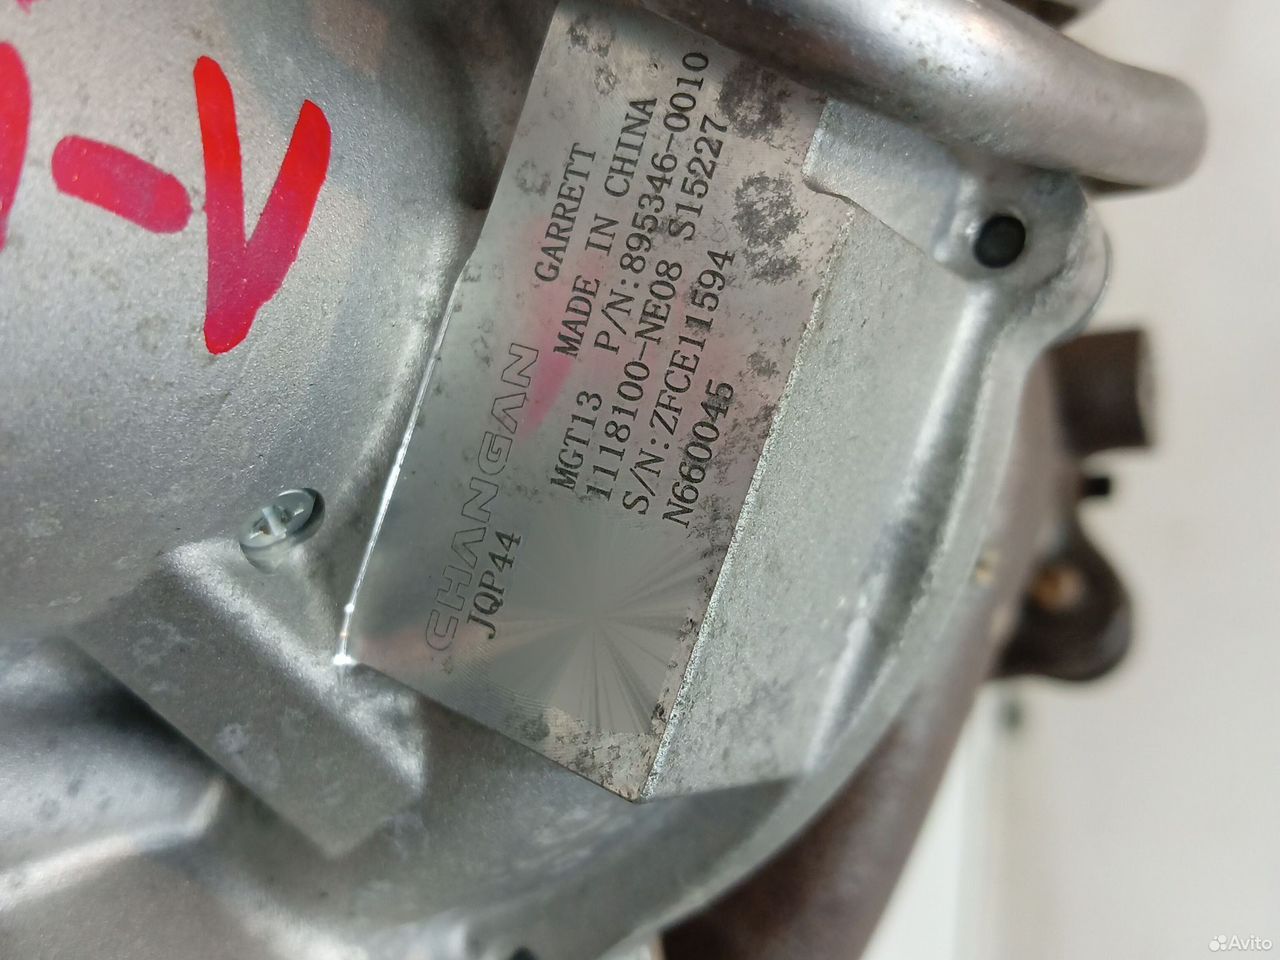 CHANGAN GARRETT
JQP44 MADE IN CHINA
MGT13 P/N:895346-0010
1118100-NE08 S15227
S/N:ZFCE11594
N660045
Avito